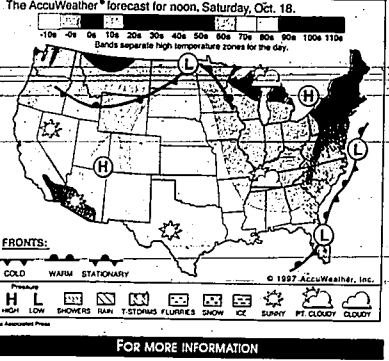 The AccuWeather® forecast for noon, Saturday, Oct. 18.
-10s -0s 0s 10s 20s 30s 40s 50s 60s 70s 80s 90s 100s 110s
Bands separate high temperature zones for the day.
L
H
H
L
L
FRONTS:
COLD WARM STATIONARY
© 1997 AccuWeather, Inc.
Pressure
H L
HIGH LOW SHOWERS RAIN T-STORMS FLURRIES SNOW ICE SUNNY PT. CLOUDY CLOUDY
Associated Press
FOR MORE INFORMATION